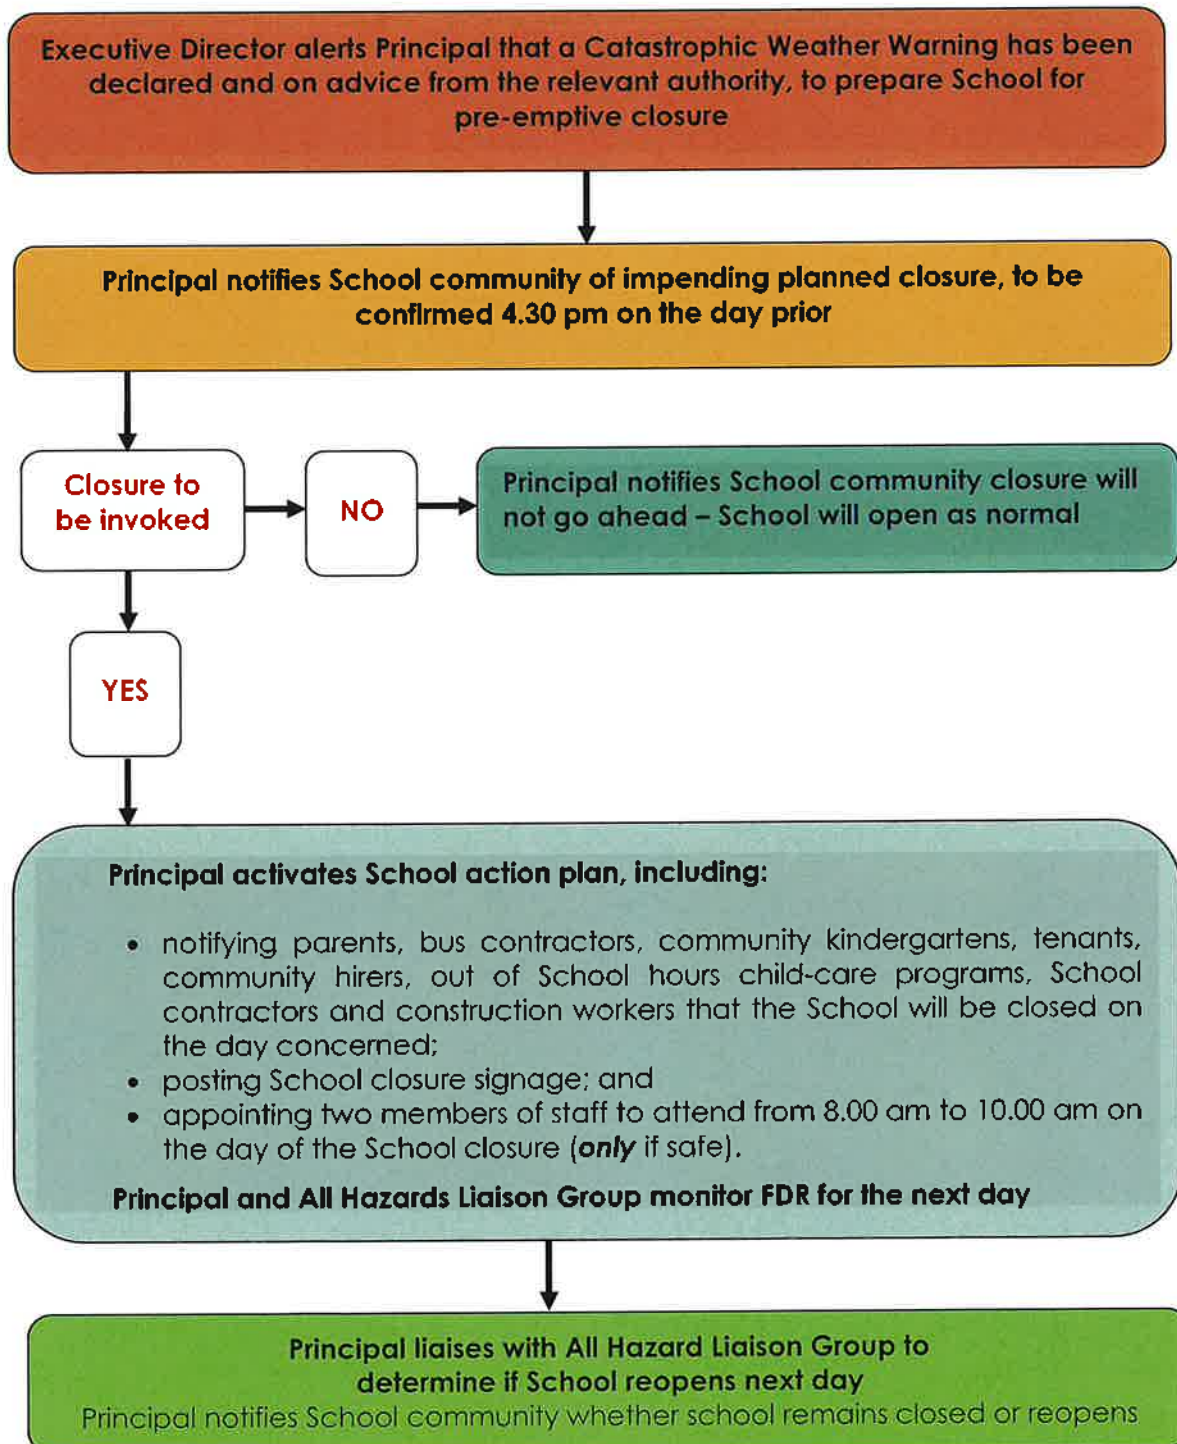 Executive Director alerts Principal that a Catastrophic Weather Warning has been
declared and on advice from the relevant authority, to prepare School for
pre-emptive closure
Principal notifies School community of impending planned closure, to be
confirmed 4.30 pm on the day prior
Closure to
be invoked
NO
Principal notifies School community closure will
not go ahead – School will open as normal
YES
Principal activates School action plan, including:
• notifying parents, bus contractors, community kindergartens, tenants,
community hirers, out of School hours child-care programs, School
contractors and construction workers that the School will be closed on
the day concerned;
• posting School closure signage; and
• appointing two members of staff to attend from 8.00 am to 10.00 am on
the day of the School closure (only if safe).
Principal and All Hazards Liaison Group monitor FDR for the next day
Principal liaises with All Hazard Liaison Group to
determine if School reopens next day
Principal notifies School community whether school remains closed or reopens